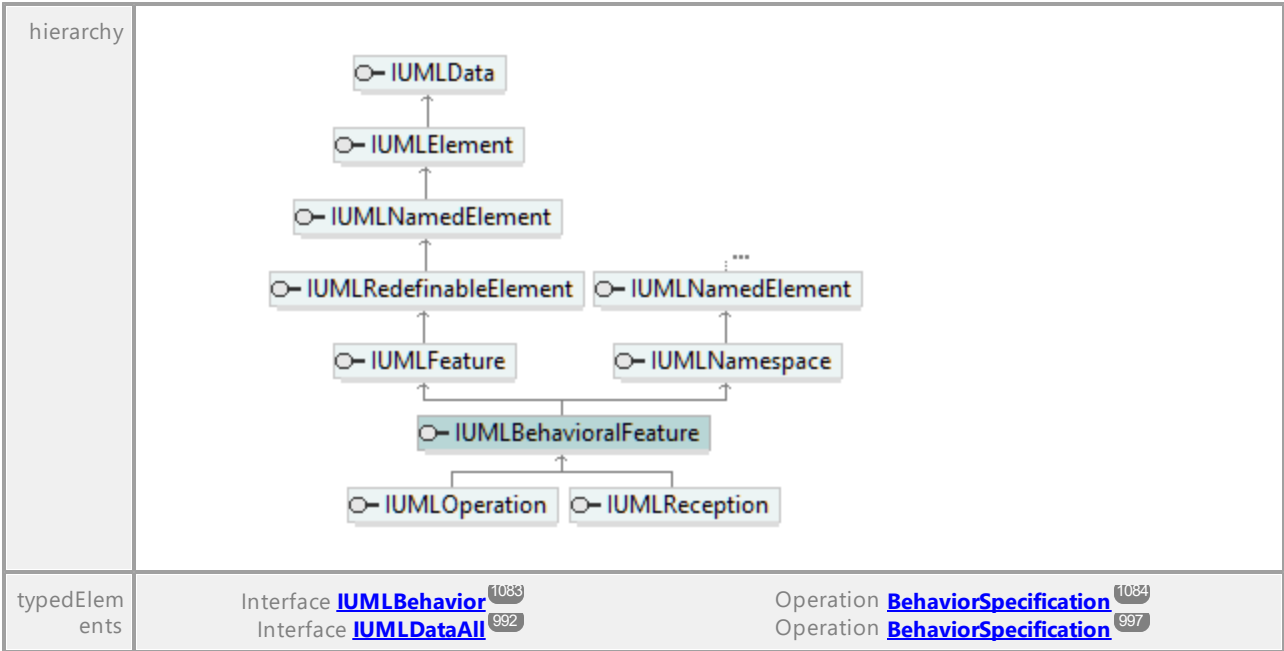 hierarchy
IUMLData
IUMLElement
IUMLNamedElement
...
IUMLRedefinableElement IUMLNamedElement
IUMLFeature IUMLNamespace
IUMLBehavioralFeature
IUMLOperation IUMLReception
typedElem
ents
Interface IUMLBehavior 1083 Operation BehaviorSpecification 1084
Interface IUMLDataAll 992 Operation BehaviorSpecification 997